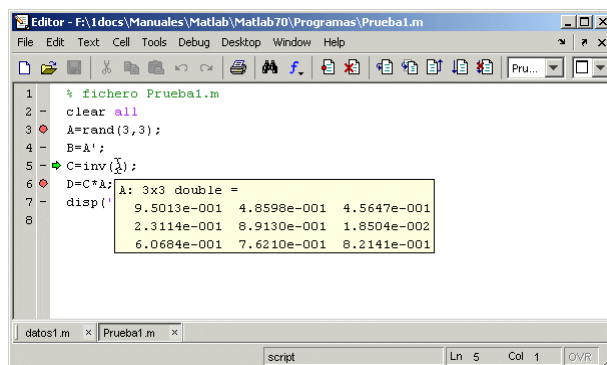 Editor - F:\1docs\Manuales\Matlab\Matlab70\Programas\Prueba1.m
File Edit Text Cell Tools Debug Desktop Window Help
Pru...
1 % fichero Prueba1.m
2 - clear all
3 A=rand(3,3);
4 - B=A';
5 - C=inv(A);
6 D=C*A;
7 - disp('
8
A: 3x3 double =
9.5013e-001 4.8598e-001 4.5647e-001
2.3114e-001 8.9130e-001 1.8504e-002
6.0684e-001 7.6210e-001 8.2141e-001
datos1.m × Prueba1.m ×
script Ln 5 Col 1 OVR